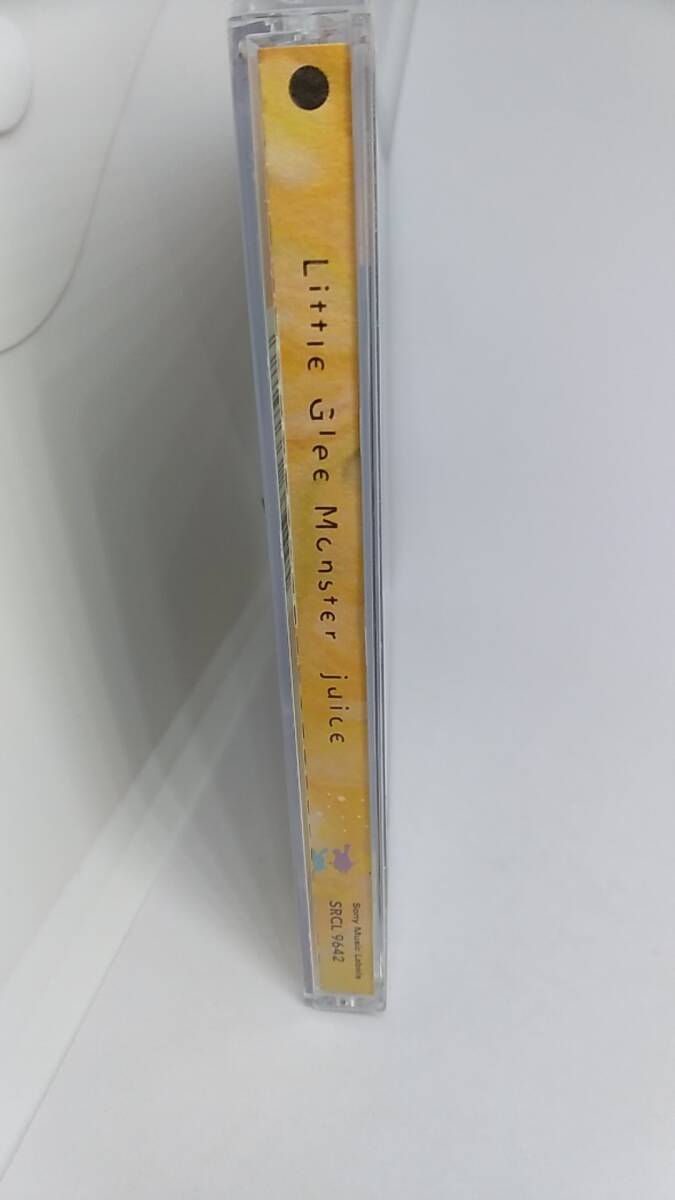 Little Glee Monster juice
Sony Music Labels
SRCL 9642